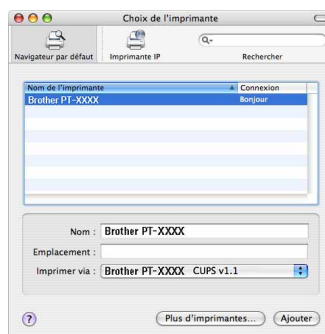 Choix de l'imprimante
Navigateur par défaut
Imprimante IP
Rechercher
Nom de l'imprimante Connexion
Brother PT-XXXX Bonjour
Nom : Brother PT-XXXX
Emplacement :
Imprimer via : Brother PT-XXXX CUPS v1.1
? Plus d'imprimantes... Ajouter